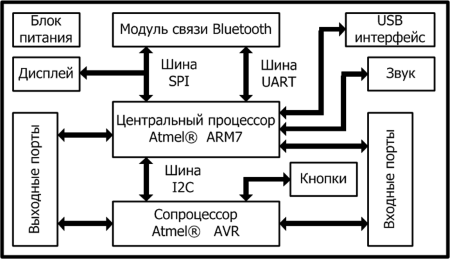 Блок
питания
Модуль связи Bluetooth
USB
интерфейс
Дисплей
Шина
SPI
Шина
UART
Звук
Центральный процессор
Atmel® ARM7
Выходные порты
Входные порты
Шина
I2C
Кнопки
Сопроцессор
Atmel® AVR